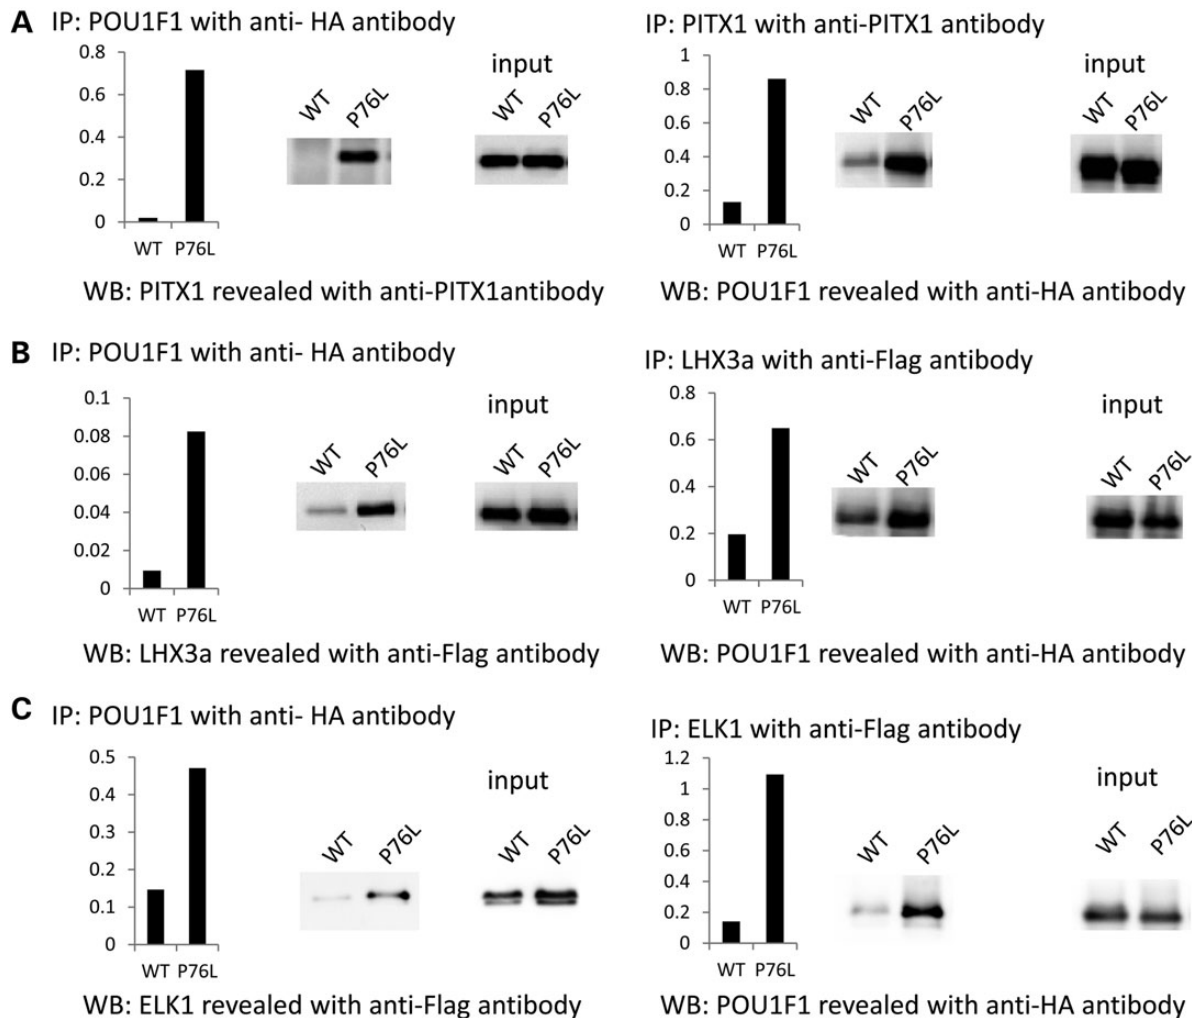 A IP: POU1F1 with anti- HA antibody
0.8
0.6
0.4
0.2
0
WT P76L
WT P76L
input
WT P76L
WB: PITX1 revealed with anti-PITX1antibody
IP: PITX1 with anti-PITX1 antibody
1
0.8
0.6
0.4
0.2
0
WT P76L
WT P76L
input
WT P76L
WB: POU1F1 revealed with anti-HA antibody
B IP: POU1F1 with anti- HA antibody
0.1
0.08
0.06
0.04
0.02
0
WT P76L
WT P76L
input
WT P76L
WB: LHX3a revealed with anti-Flag antibody
IP: LHX3a with anti-Flag antibody
0.8
0.6
0.4
0.2
0
WT P76L
WT P76L
input
WT P76L
WB: POU1F1 revealed with anti-HA antibody
C IP: POU1F1 with anti- HA antibody
0.5
0.4
0.3
0.2
0.1
0
WT P76L
WT P76L
input
WT P76L
WB: ELK1 revealed with anti-Flag antibody
IP: ELK1 with anti-Flag antibody
1.2
1
0.8
0.6
0.4
0.2
0
WT P76L
WT P76L
input
WT P76L
WB: POU1F1 revealed with anti-HA antibody